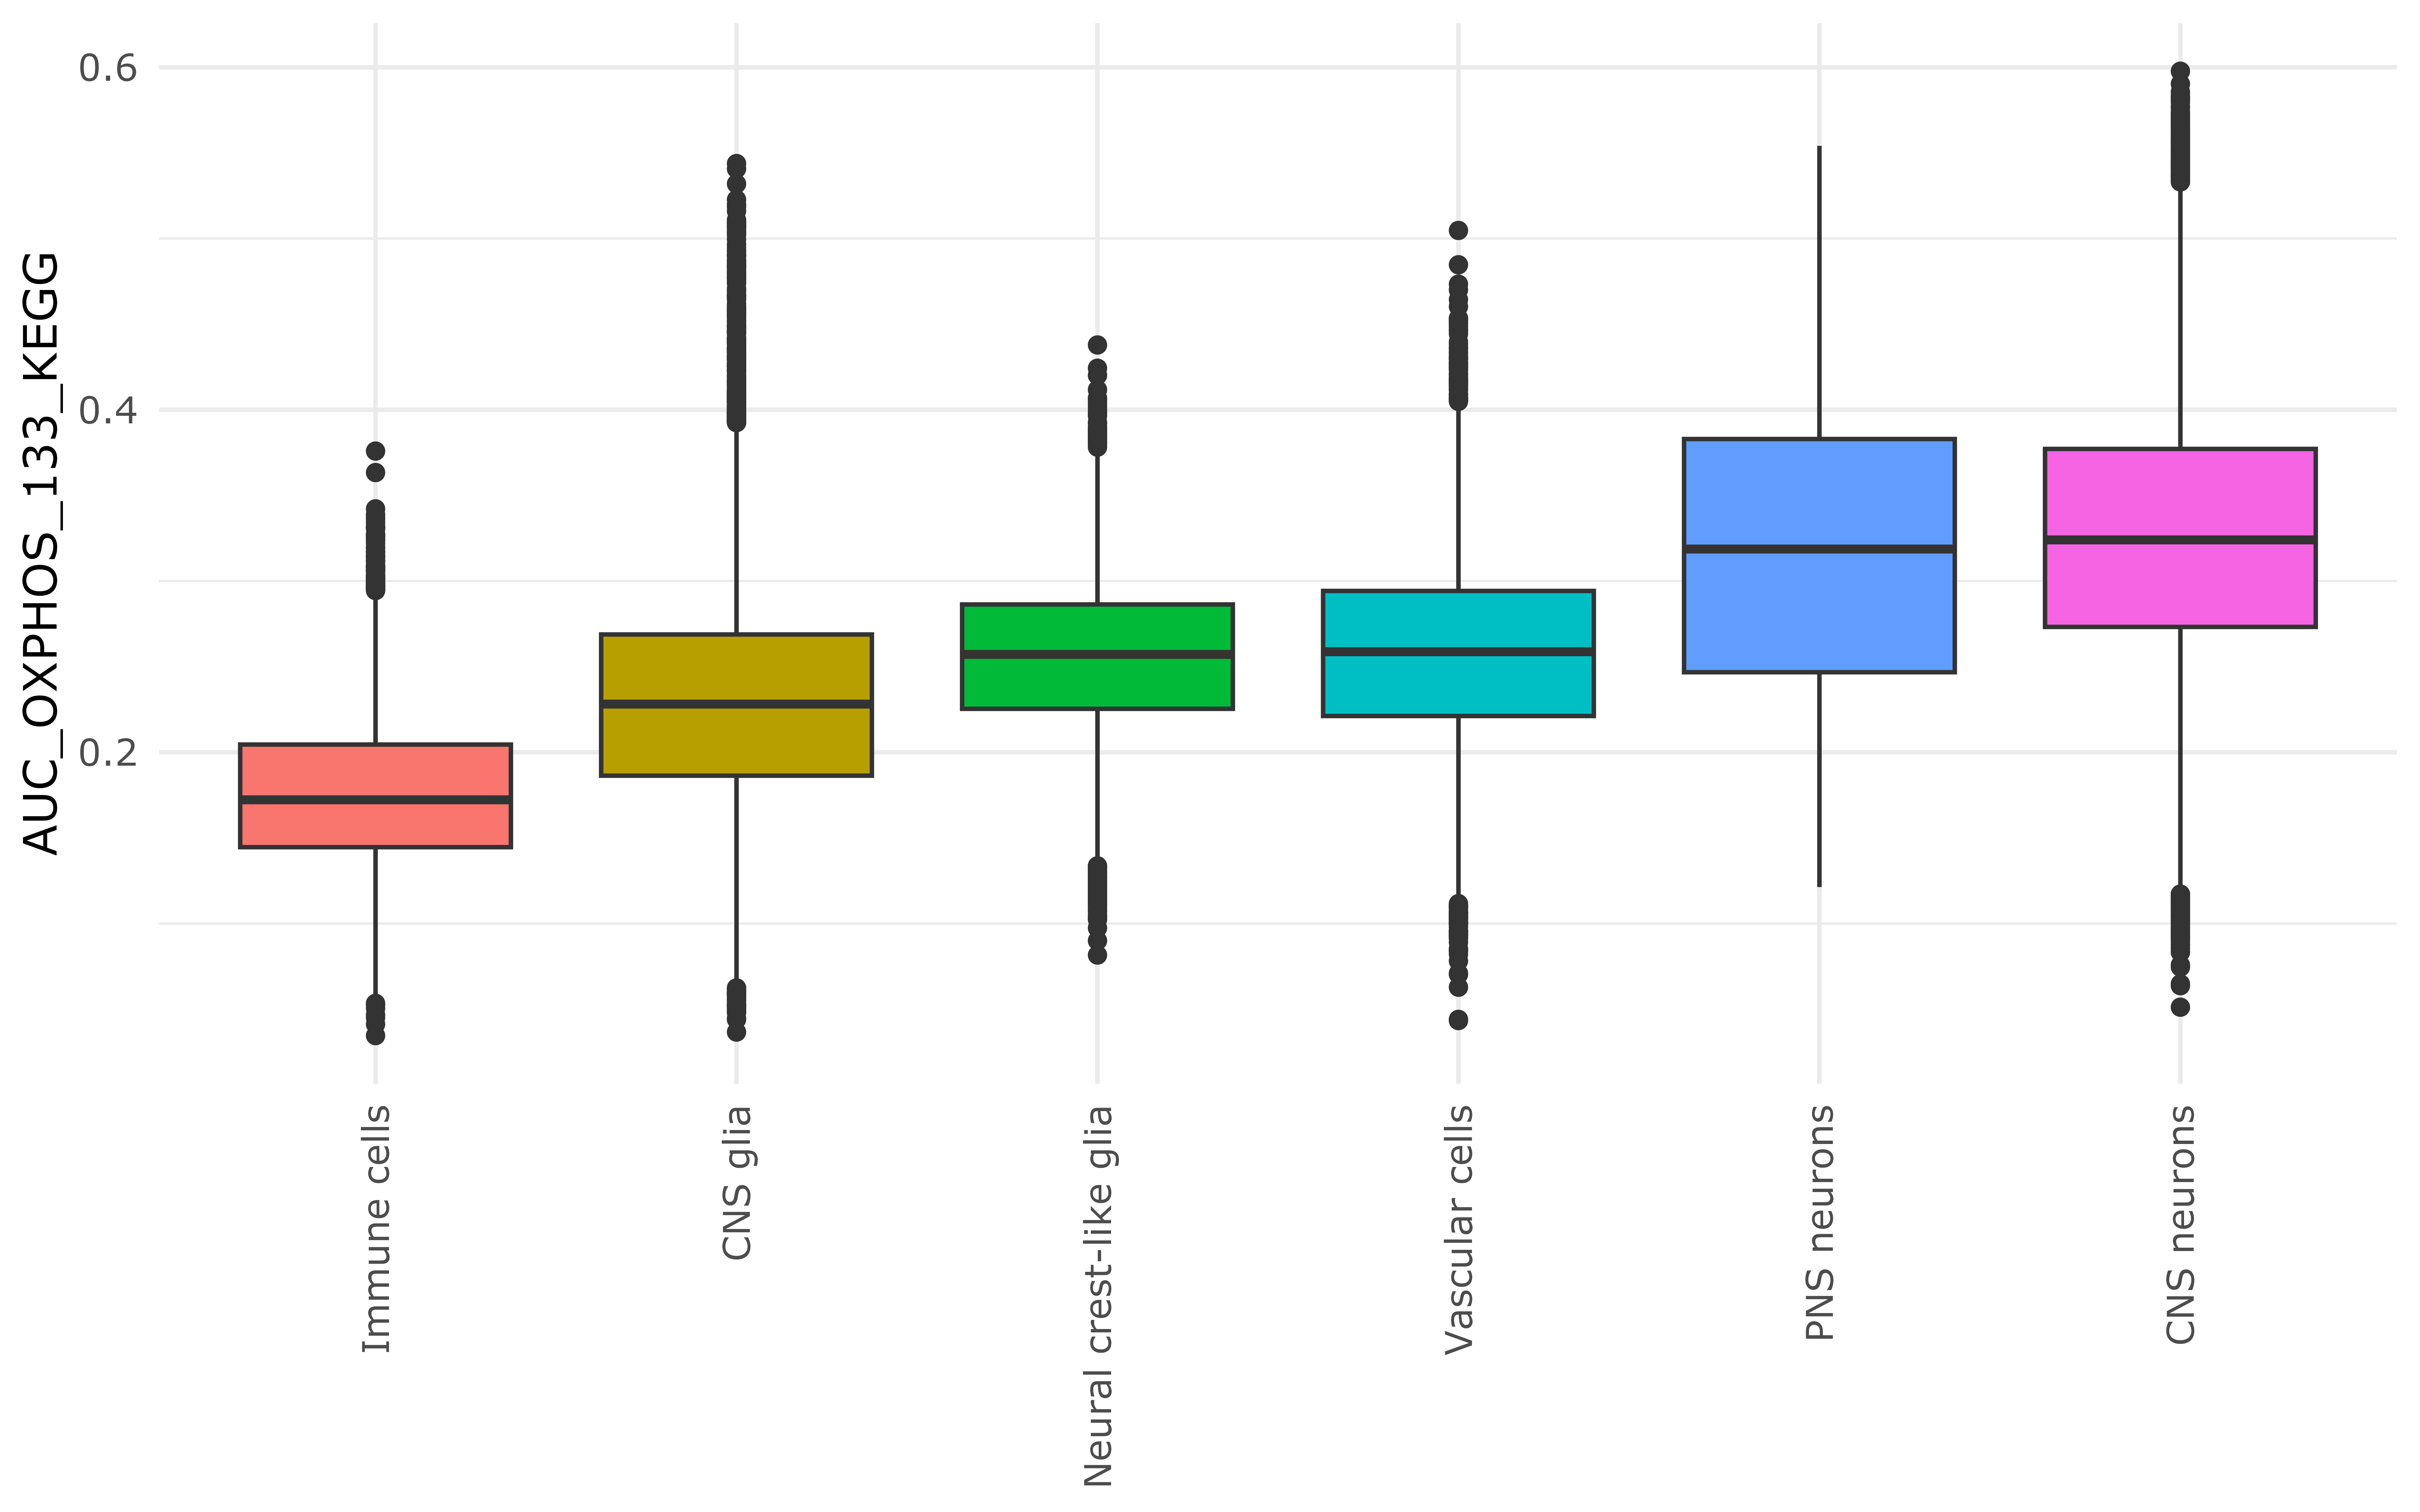 AUC_OXPHOS_133_KEGG
0.6
0.4
0.2
Immune cells
CNS glia
Neural crest-like glia
Vascular cells
PNS neurons
CNS neurons